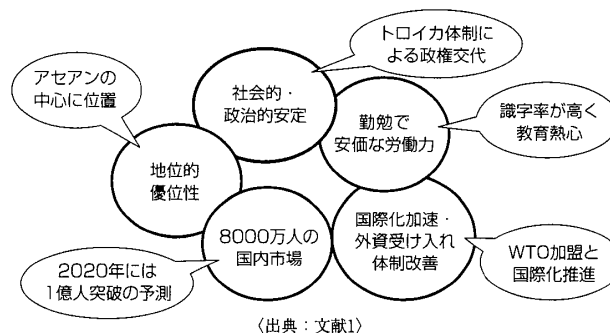 トロイカ体制に
よる政権交代
アセアンの
中心に位置
社会的・
政治的安定
勤勉で
安価な労働力
識字率が高く
教育熱心
地位的
優位性
8000万人の
国内市場
国際化加速・
外資受け入れ
体制改善
2020年には
1億人突破の予測
WTO加盟と
国際化推進
〈出典：文献1〉